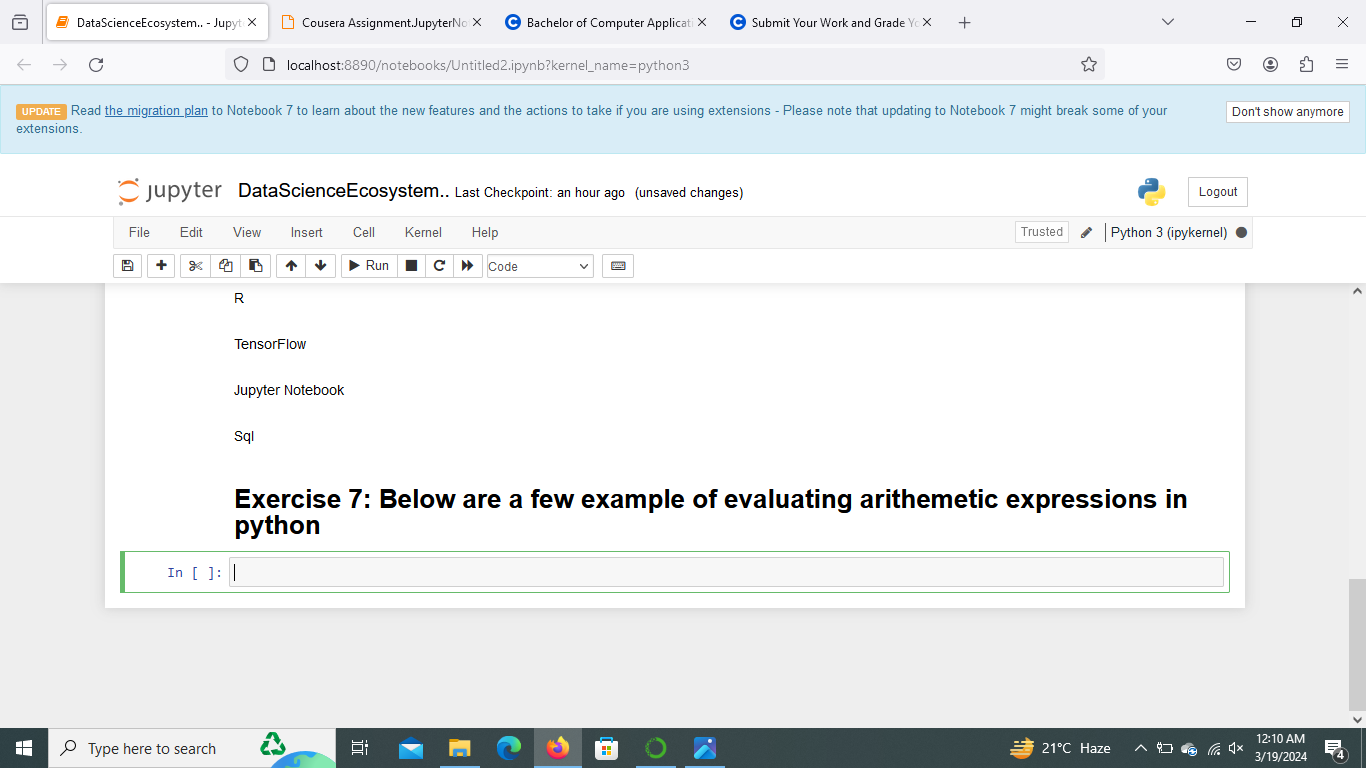 DataScienceEcosystem.. - Jupyt
Cousera Assignment.JupyterNo
Bachelor of Computer Applicati
Submit Your Work and Grade Yo
localhost:8890/notebooks/Untitled2.ipynb?kernel_name=python3
UPDATE Read the migration plan to Notebook 7 to learn about the new features and the actions to take if you are using extensions - Please note that updating to Notebook 7 might break some of your
extensions.
Don't show anymore
jupyter DataScienceEcosystem.. Last Checkpoint: an hour ago (unsaved changes)
Logout
File Edit View Insert Cell Kernel Help
Trusted Python 3 (ipykernel)
Run Code
R
TensorFlow
Jupyter Notebook
Sql
Exercise 7: Below are a few example of evaluating arithemetic expressions in
python
In [ ]:
Type here to search
21°C Haze
12:10 AM
3/19/2024
4